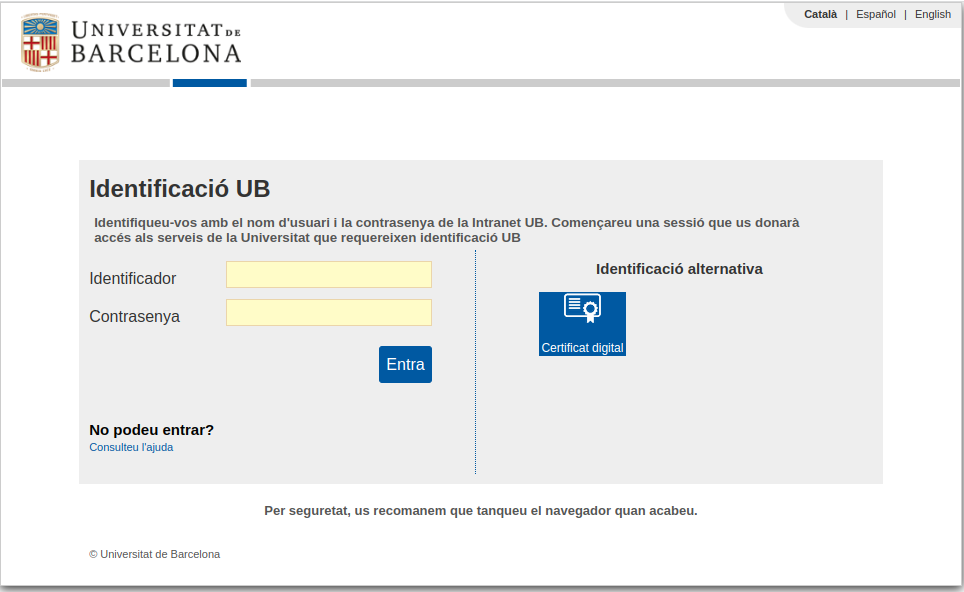 Català | Español | English
UNIVERSITAT DE
BARCELONA
Identificació UB
Identifiqueu-vos amb el nom d'usuari i la contrasenya de la Intranet UB. Començareu una sessió que us donarà
accés als serveis de la Universitat que requereixen identificació UB
Identificador
Contrasenya
Entra
No podeu entrar?
Consulteu l'ajuda
Identificació alternativa
Certificat digital
Per seguretat, us recomanem que tanqueu el navegador quan acabeu.
© Universitat de Barcelona